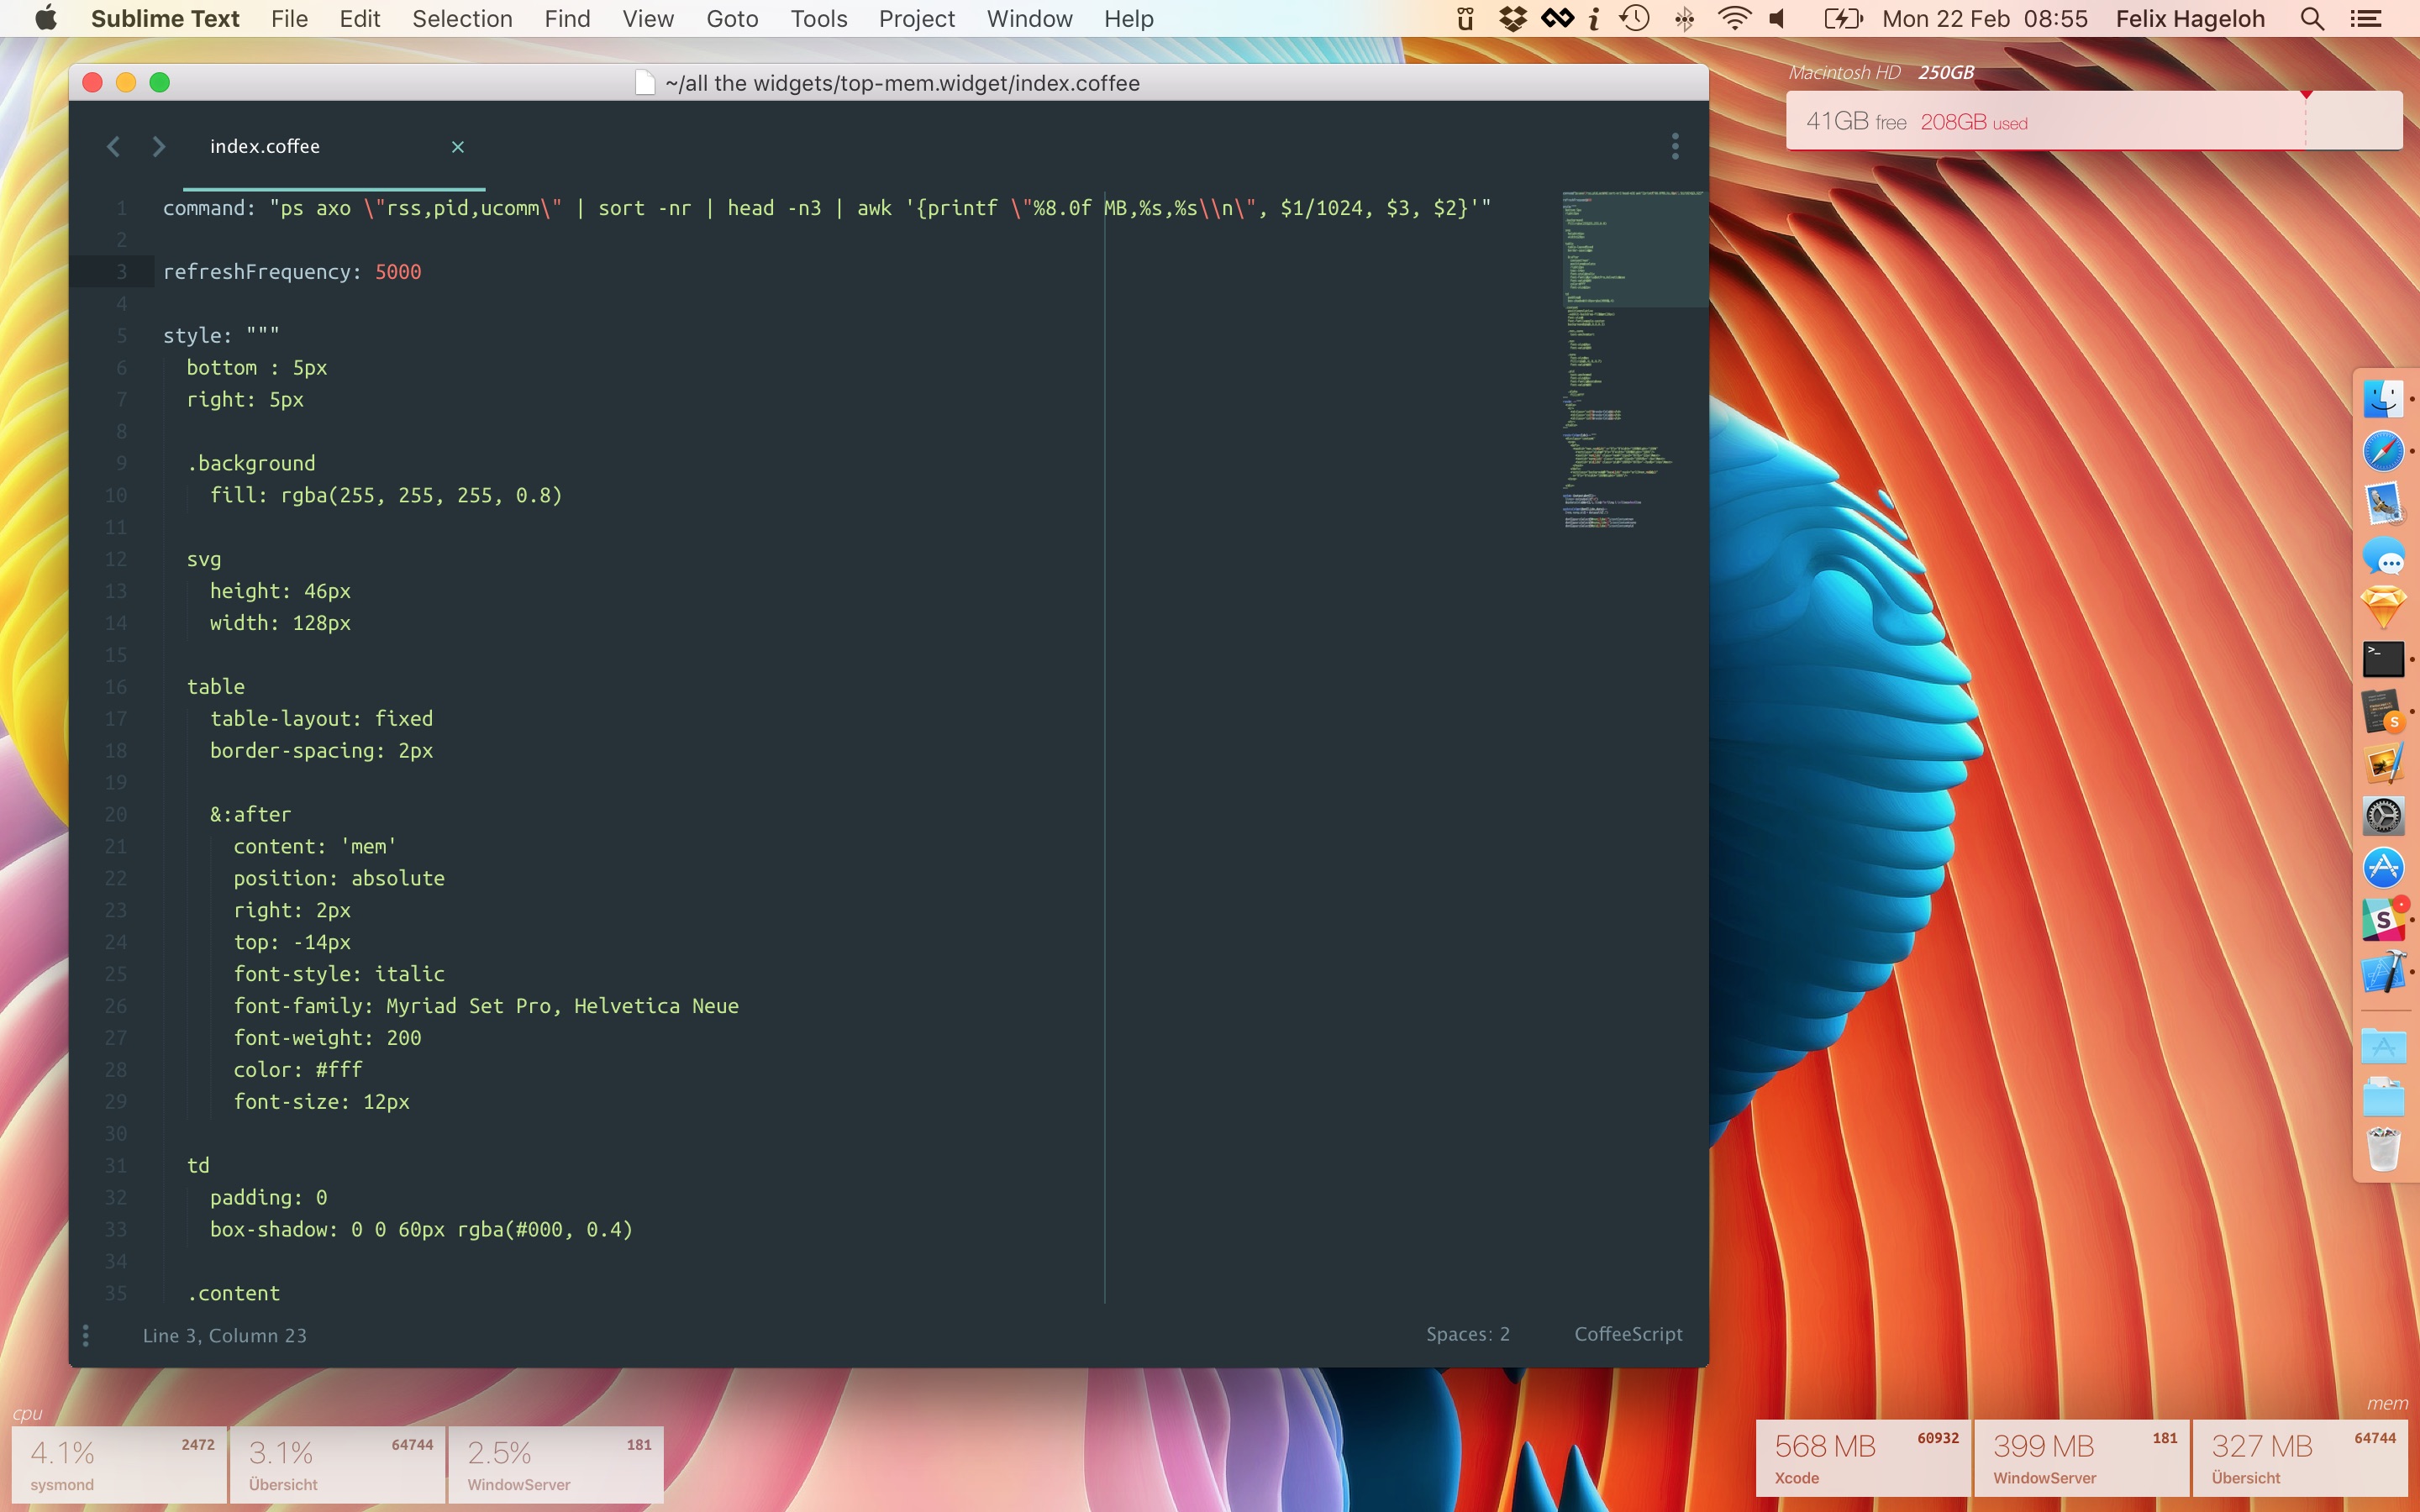 Sublime Text File Edit Selection Find View Goto Tools Project Window Help ü i Mon 22 Feb 08:55 Felix Hageloh
~/all the widgets/top-mem.widget/index.coffee
Macintosh HD 250GB
41GB free 208GB used
index.coffee ×
1 command: "ps axo \"rss,pid,ucomm\" | sort -nr | head -n3 | awk '{printf \"%8.0f MB,%s,%s\\n\", $1/1024, $3, $2}'"
2
3 refreshFrequency: 5000
4
5 style: """
6 bottom : 5px
7 right: 5px
8
9 .background
10 fill: rgba(255, 255, 255, 0.8)
11
12 svg
13 height: 46px
14 width: 128px
15
16 table
17 table-layout: fixed
18 border-spacing: 2px
19
20 &:after
21 content: 'mem'
22 position: absolute
23 right: 2px
24 top: -14px
25 font-style: italic
26 font-family: Myriad Set Pro, Helvetica Neue
27 font-weight: 200
28 color: #fff
29 font-size: 12px
30
31 td
32 padding: 0
33 box-shadow: 0 0 60px rgba(#000, 0.4)
34
35 .content
Line 3, Column 23 Spaces: 2 CoffeeScript
cpu
4.1% 2472
sysmond
3.1% 64744
Übersicht
2.5% 181
WindowServer
mem
568 MB 60932
Xcode
399 MB 181
WindowServer
327 MB 64744
Übersicht